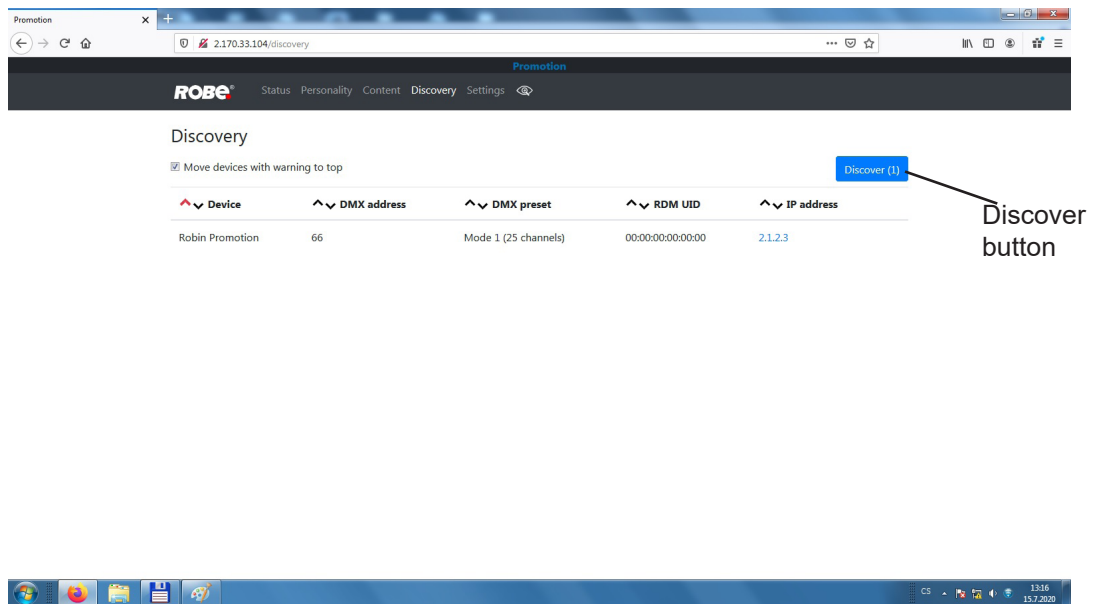 Promotion
2.170.33.104/discovery
Promotion
ROBE® Status Personality Content Discovery Settings
Discovery
Move devices with warning to top
Discover (1)
Device DMX address DMX preset RDM UID IP address
Robin Promotion 66 Mode 1 (25 channels) 00:00:00:00:00:00 2.1.2.3
Discover
button
CS 13:16
15.7.2020